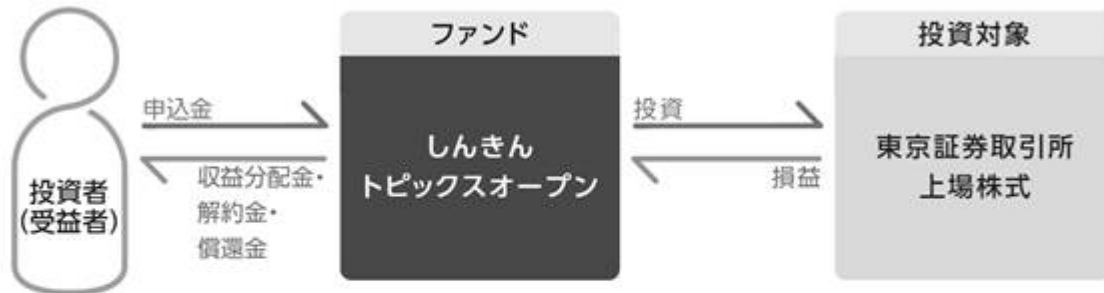 ファンド
投資対象
申込金
投資
しんきん
トピックスオープン
東京証券取引所
上場株式
投資者
(受益者)
収益分配金・
解約金・
償還金
損益